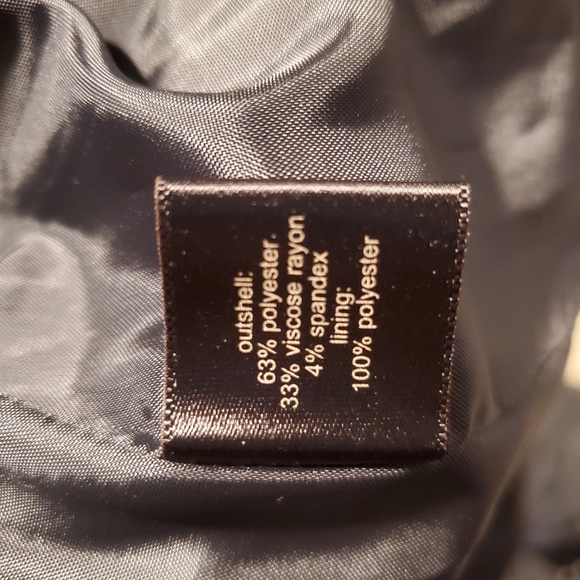 outshell:
63% polyester
33% viscose rayon
4% spandex
lining:
100% polyester